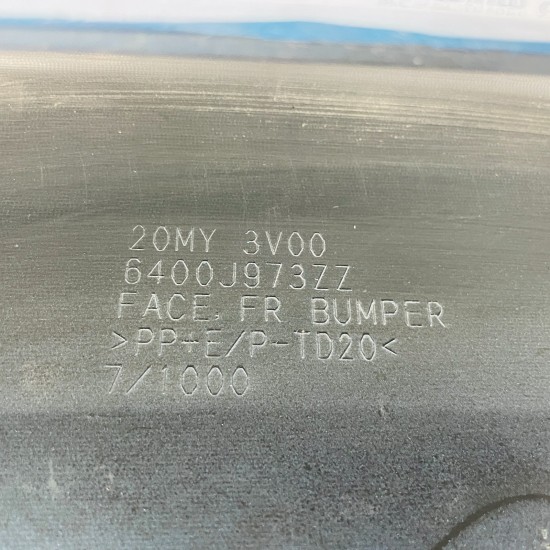 20MY 3V00
6400J973ZZ
FACE, FR BUMPER
>PP+E/P-TD20<
7/1000